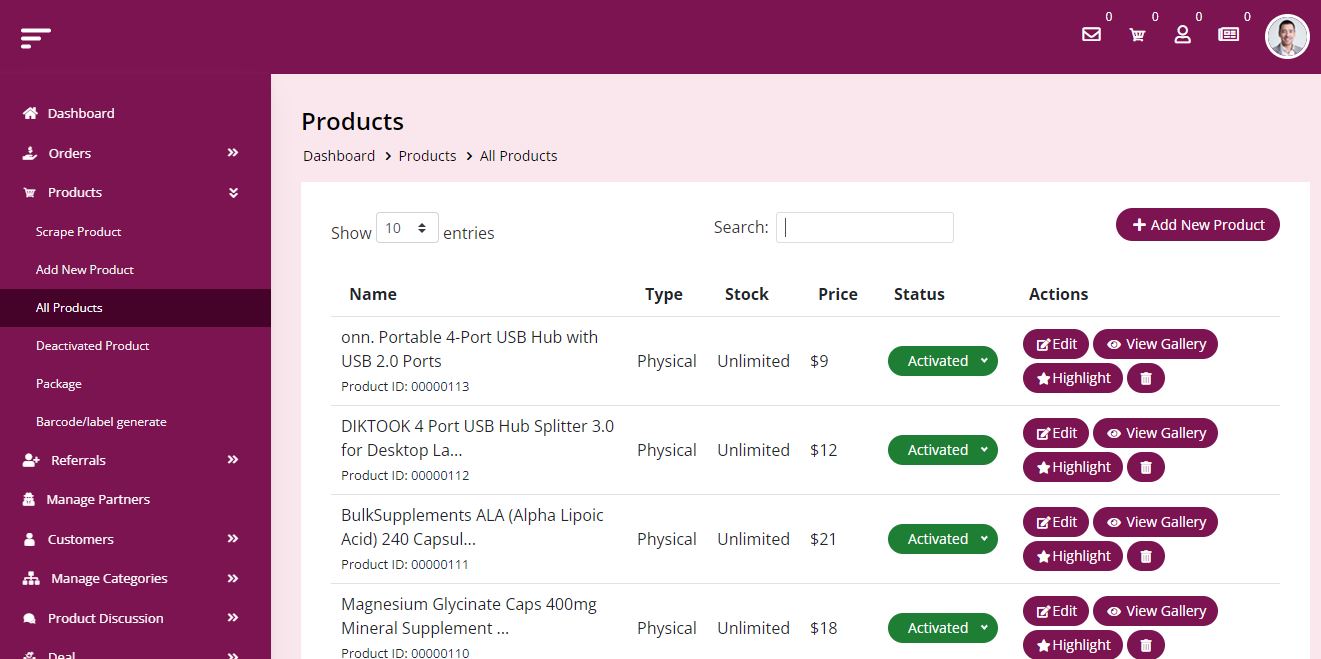 0 0 0 0
Dashboard
Orders
Products
Scrape Product
Add New Product
All Products
Deactivated Product
Package
Barcode/label generate
Referrals
Manage Partners
Customers
Manage Categories
Product Discussion
Deal
Products
Dashboard Products All Products
Show 10 entries
Search:
Add New Product
Name Type Stock Price Status Actions
onn. Portable 4-Port USB Hub with
USB 2.0 Ports
Product ID: 00000113
Physical Unlimited $9 Activated
Edit View Gallery
Highlight
DIKTOOK 4 Port USB Hub Splitter 3.0
for Desktop La...
Product ID: 00000112
Physical Unlimited $12 Activated
Edit View Gallery
Highlight
BulkSupplements ALA (Alpha Lipoic
Acid) 240 Capsul...
Product ID: 00000111
Physical Unlimited $21 Activated
Edit View Gallery
Highlight
Magnesium Glycinate Caps 400mg
Mineral Supplement ...
Product ID: 00000110
Physical Unlimited $18 Activated
Edit View Gallery
Highlight